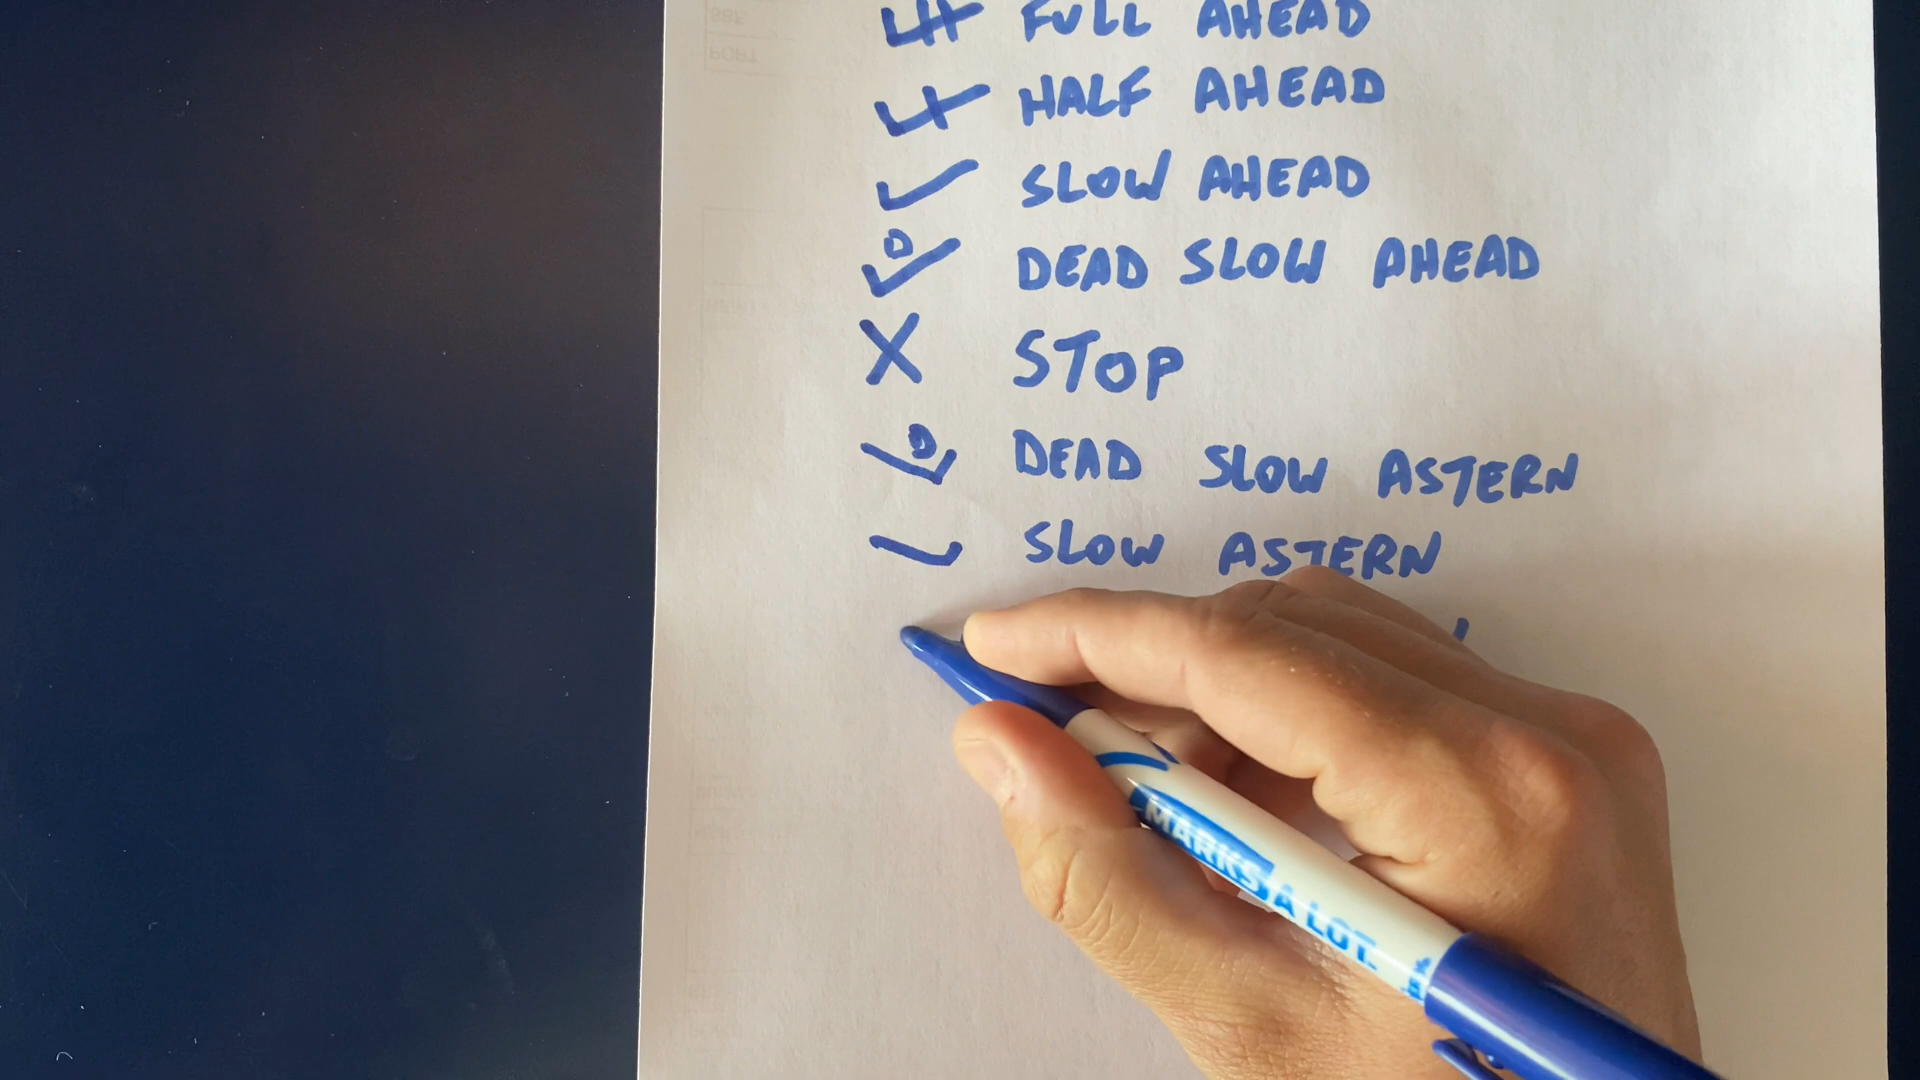 FULL AHEAD
HALF AHEAD
SLOW AHEAD
D DEAD SLOW AHEAD
X STOP
D DEAD SLOW ASTERN
SLOW ASTERN
MARKS A LOT